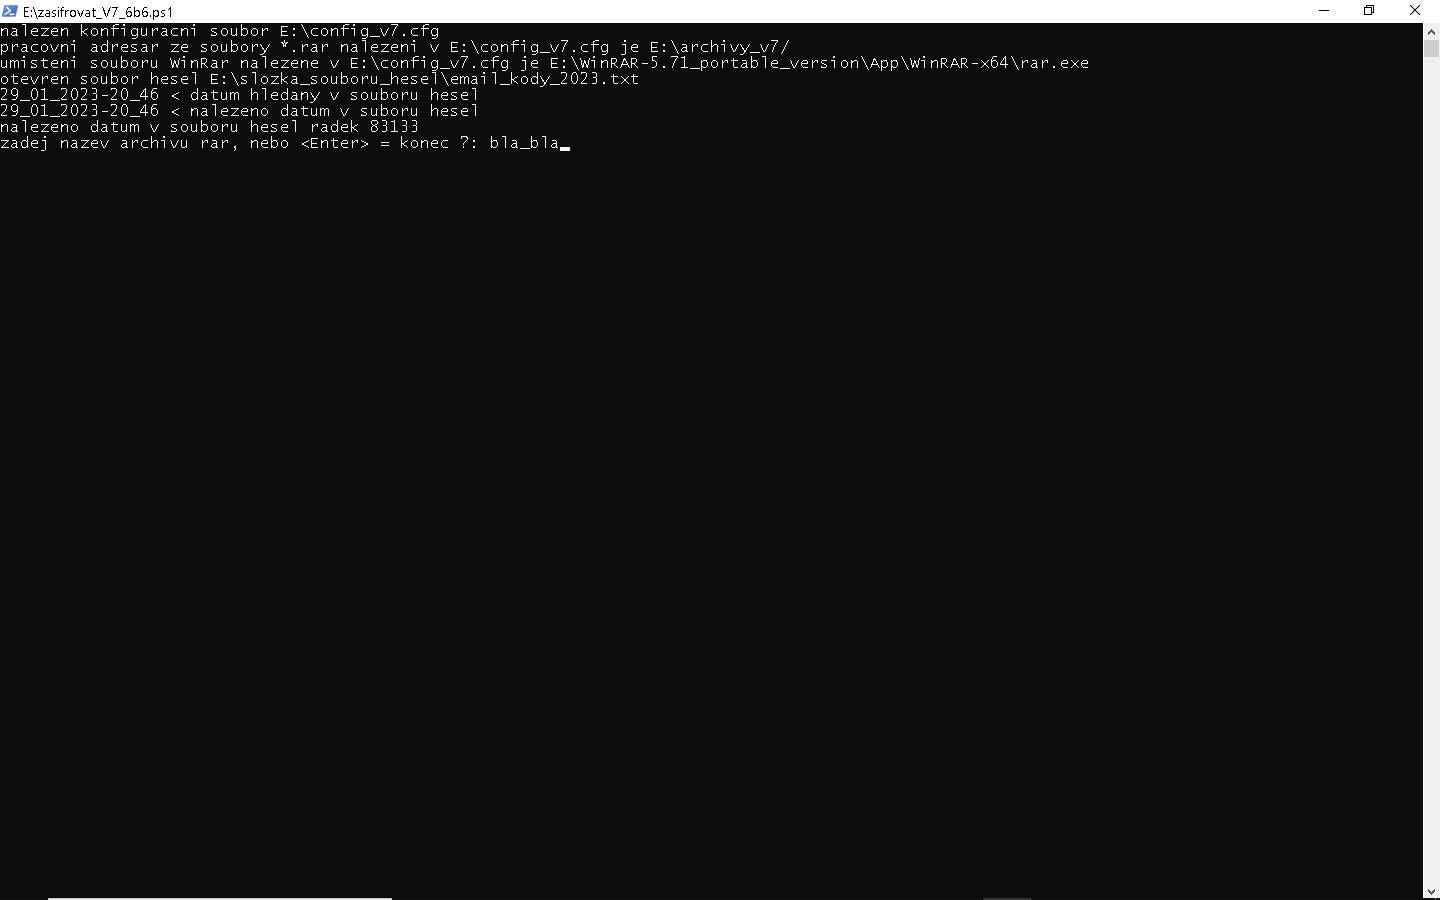 E:\zasifrovat_V7_6b6.ps1
nalezen konfiguracni soubor E:\config_v7.cfg
pracovni adresar ze soubory *.rar nalezeni v E:\config_v7.cfg je E:\archivy_v7/
umisteni souboru WinRar nalezene v E:\config_v7.cfg je E:\WinRAR-5.71_portable_version\App\WinRAR-x64\rar.exe
otevren soubor hesel E:\slozka_souboru_hesel\email_kody_2023.txt
29_01_2023-20_46 < datum hledany v souboru hesel
29_01_2023-20_46 < nalezeno datum v suboru hesel
nalezeno datum v souboru hesel radek 83133
zadej nazev archivu rar, nebo <Enter> = konec ?: bla_bla_